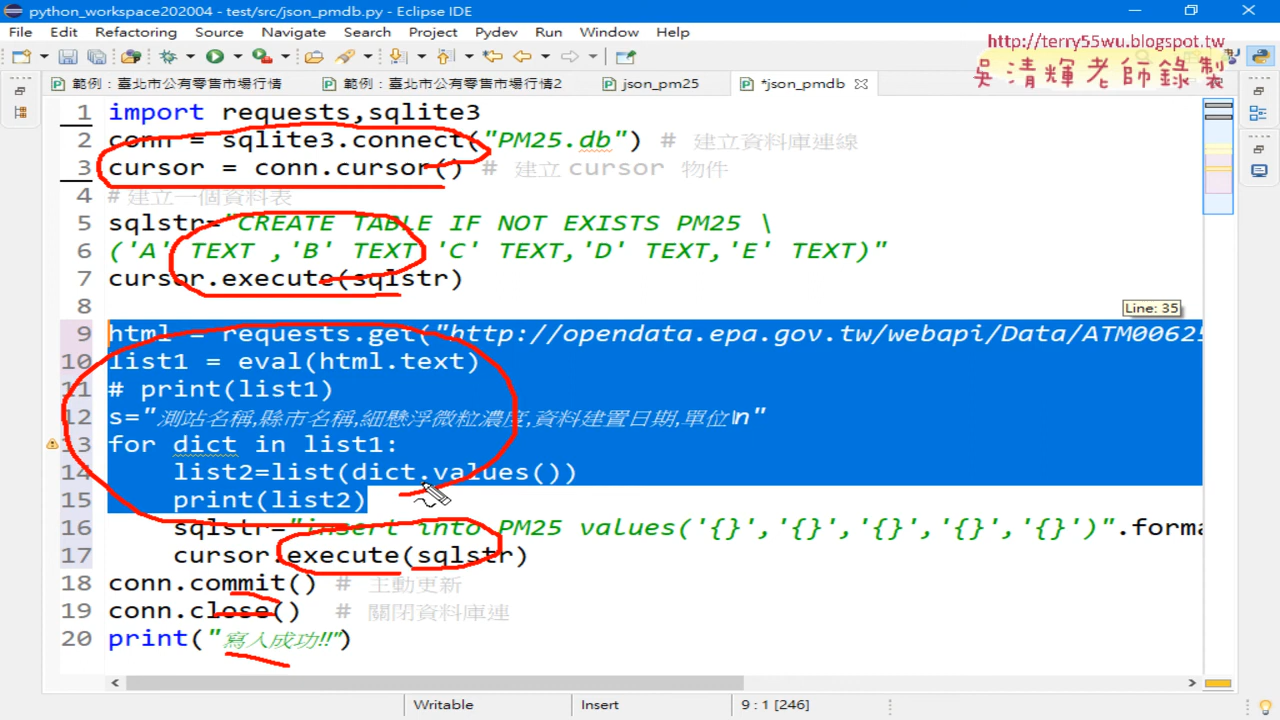 python_workspace202004 - test/src/json_pmdb.py - Eclipse IDE
File Edit Refactoring Source Navigate Search Project Pydev Run Window Help
http://terry55wu.blogspot.tw
吳清輝老師錄製
範例：臺北市公有零售市場行情 範例：臺北市公有零售市場行情2 json_pm25 *json_pmdb
1 import requests,sqlite3
2 conn = sqlite3.connect("PM25.db") # 建立資料庫連線
3 cursor = conn.cursor() # 建立 cursor 物件
4 # 建立一個資料表
5 sqlstr="CREATE TABLE IF NOT EXISTS PM25 \
6 ('A' TEXT ,'B' TEXT 'C' TEXT,'D' TEXT,'E' TEXT)"
7 cursor.execute(sqlstr)
8
Line: 35
9 html = requests.get("http://opendata.epa.gov.tw/webapi/Data/ATM00625
10 list1 = eval(html.text)
11 # print(list1)
12 s="測站名稱,縣市名稱,細懸浮微粒濃度,資料建置日期,單位\n"
13 for dict in list1:
14 list2=list(dict.values())
15 print(list2)
16 sqlstr="insert into PM25 values('{}','{}','{}','{}','{}')".forma
17 cursor.execute(sqlstr)
18 conn.commit() # 主動更新
19 conn.close() # 關閉資料庫連
20 print("寫入成功!!")
Writable Insert 9 : 1 [246]